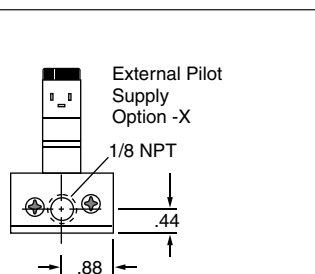 External Pilot
Supply
Option -X
1/8 NPT
.44
.88